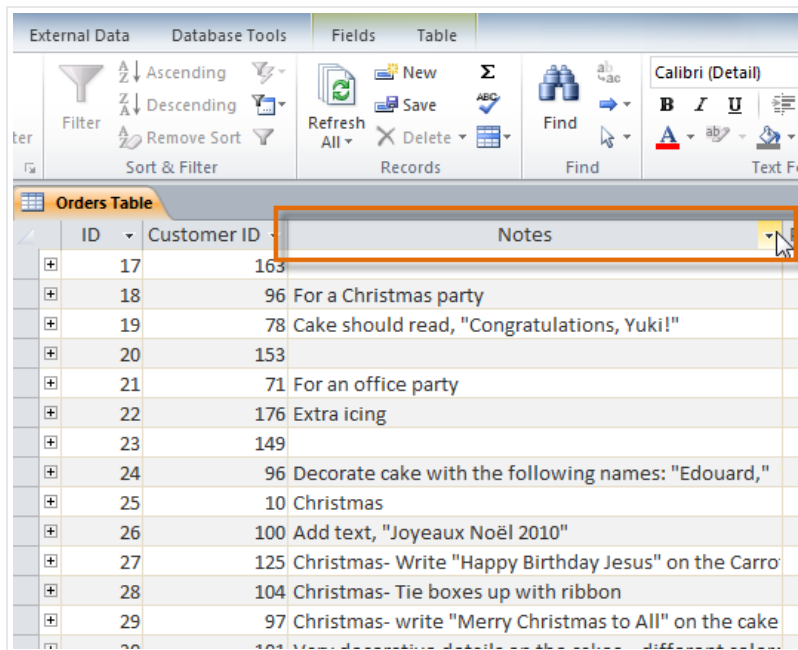 External Data Database Tools Fields Table
Ascending New Σ ab ac Calibri (Detail)
Filter Descending Save ABC Refresh All Find B I U
Remove Sort Delete A ab
Sort & Filter Records Find Text
Orders Table
ID Customer ID Notes
17 163
18 96 For a Christmas party
19 78 Cake should read, "Congratulations, Yuki!"
20 153
21 71 For an office party
22 176 Extra icing
23 149
24 96 Decorate cake with the following names: "Edouard,"
25 10 Christmas
26 100 Add text, "Joyeaux Noël 2010"
27 125 Christmas- Write "Happy Birthday Jesus" on the
28 104 Christmas- Tie boxes up with ribbon
29 97 Christmas- write "Merry Christmas to All" on the cake